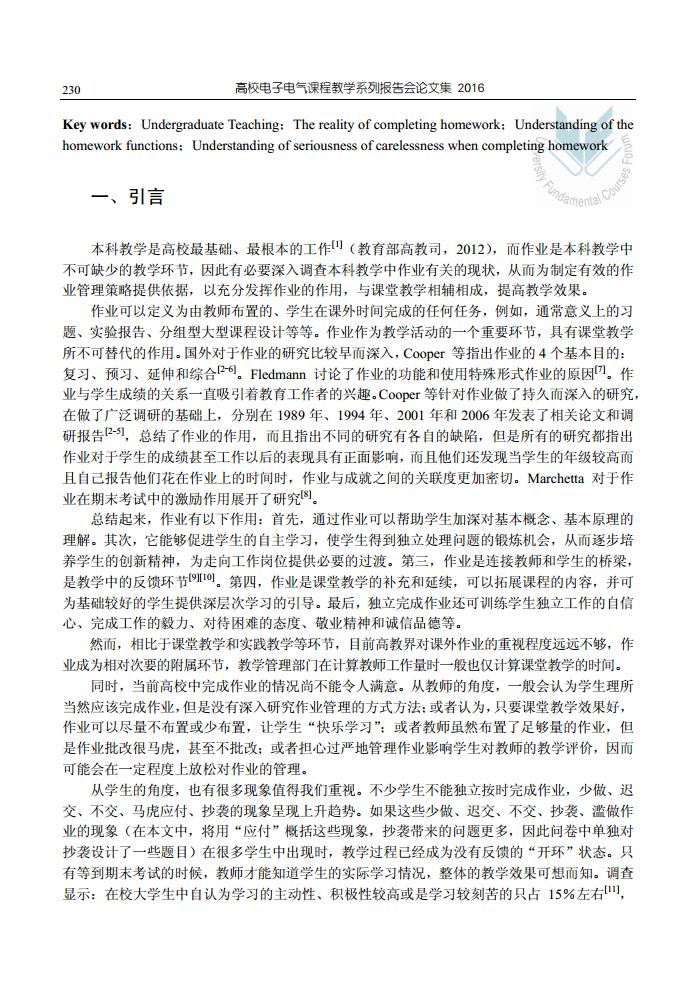 230
高校电子电气课程教学系列报告会论文集 2016
Key words：Undergraduate Teaching；The reality of completing homework；Understanding of the
homework functions；Understanding of seriousness of carelessness when completing homework
University Fundamental Courses Forum
一、引言
本科教学是高校最基础、最根本的工作[1]（教育部高教司，2012），而作业是本科教学中
不可缺少的教学环节，因此有必要深入调查本科教学中作业有关的现状，从而为制定有效的作
业管理策略提供依据，以充分发挥作业的作用，与课堂教学相辅相成，提高教学效果。
作业可以定义为由教师布置的、学生在课外时间完成的任何任务，例如，通常意义上的习
题、实验报告、分组型大型课程设计等等。作业作为教学活动的一个重要环节，具有课堂教学
所不可替代的作用。国外对于作业的研究比较早而深入，Cooper 等指出作业的 4 个基本目的：
复习、预习、延伸和综合[2-6]。Fledmann 讨论了作业的功能和使用特殊形式作业的原因[7]。作
业与学生成绩的关系一直吸引着教育工作者的兴趣。Cooper 等针对作业做了持久而深入的研究，
在做了广泛调研的基础上，分别在 1989 年、1994 年、2001 年和 2006 年发表了相关论文和调
研报告[2-5]，总结了作业的作用，而且指出不同的研究有各自的缺陷，但是所有的研究都指出
作业对于学生的成绩甚至工作以后的表现具有正面影响，而且他们还发现当学生的年级较高而
且自己报告他们花在作业上的时间时，作业与成就之间的关联度更加密切。Marchetta 对于作
业在期末考试中的激励作用展开了研究[8]。
总结起来，作业有以下作用：首先，通过作业可以帮助学生加深对基本概念、基本原理的
理解。其次，它能够促进学生的自主学习，使学生得到独立处理问题的锻炼机会，从而逐步培
养学生的创新精神，为走向工作岗位提供必要的过渡。第三，作业是连接教师和学生的桥梁，
是教学中的反馈环节[9][10]。第四，作业是课堂教学的补充和延续，可以拓展课程的内容，并可
为基础较好的学生提供深层次学习的引导。最后，独立完成作业还可训练学生独立工作的自信
心、完成工作的毅力、对待困难的态度、敬业精神和诚信品德等。
然而，相比于课堂教学和实践教学等环节，目前高教界对课外作业的重视程度远远不够，作
业成为相对次要的附属环节，教学管理部门在计算教师工作量时一般也仅计算课堂教学的时间。
同时，当前高校中完成作业的情况尚不能令人满意。从教师的角度，一般会认为学生理所
当然应该完成作业，但是没有深入研究作业管理的方式方法；或者认为，只要课堂教学效果好，
作业可以尽量不布置或少布置，让学生“快乐学习”；或者教师虽然布置了足够量的作业，但
是作业批改很马虎，甚至不批改；或者担心过严地管理作业影响学生对教师的教学评价，因而
可能会在一定程度上放松对作业的管理。
从学生的角度，也有很多现象值得我们重视。不少学生不能独立按时完成作业，少做、迟
交、不交、马虎应付、抄袭的现象呈现上升趋势。如果这些少做、迟交、不交、抄袭、滥做作
业的现象（在本文中，将用“应付”概括这些现象，抄袭带来的问题更多，因此问卷中单独对
抄袭设计了一些题目）在很多学生中出现时，教学过程已经成为没有反馈的“开环”状态。只
有等到期末考试的时候，教师才能知道学生的实际学习情况，整体的教学效果可想而知。调查
显示：在校大学生中自认为学习的主动性、积极性较高或是学习较刻苦的只占 15%左右[11]，